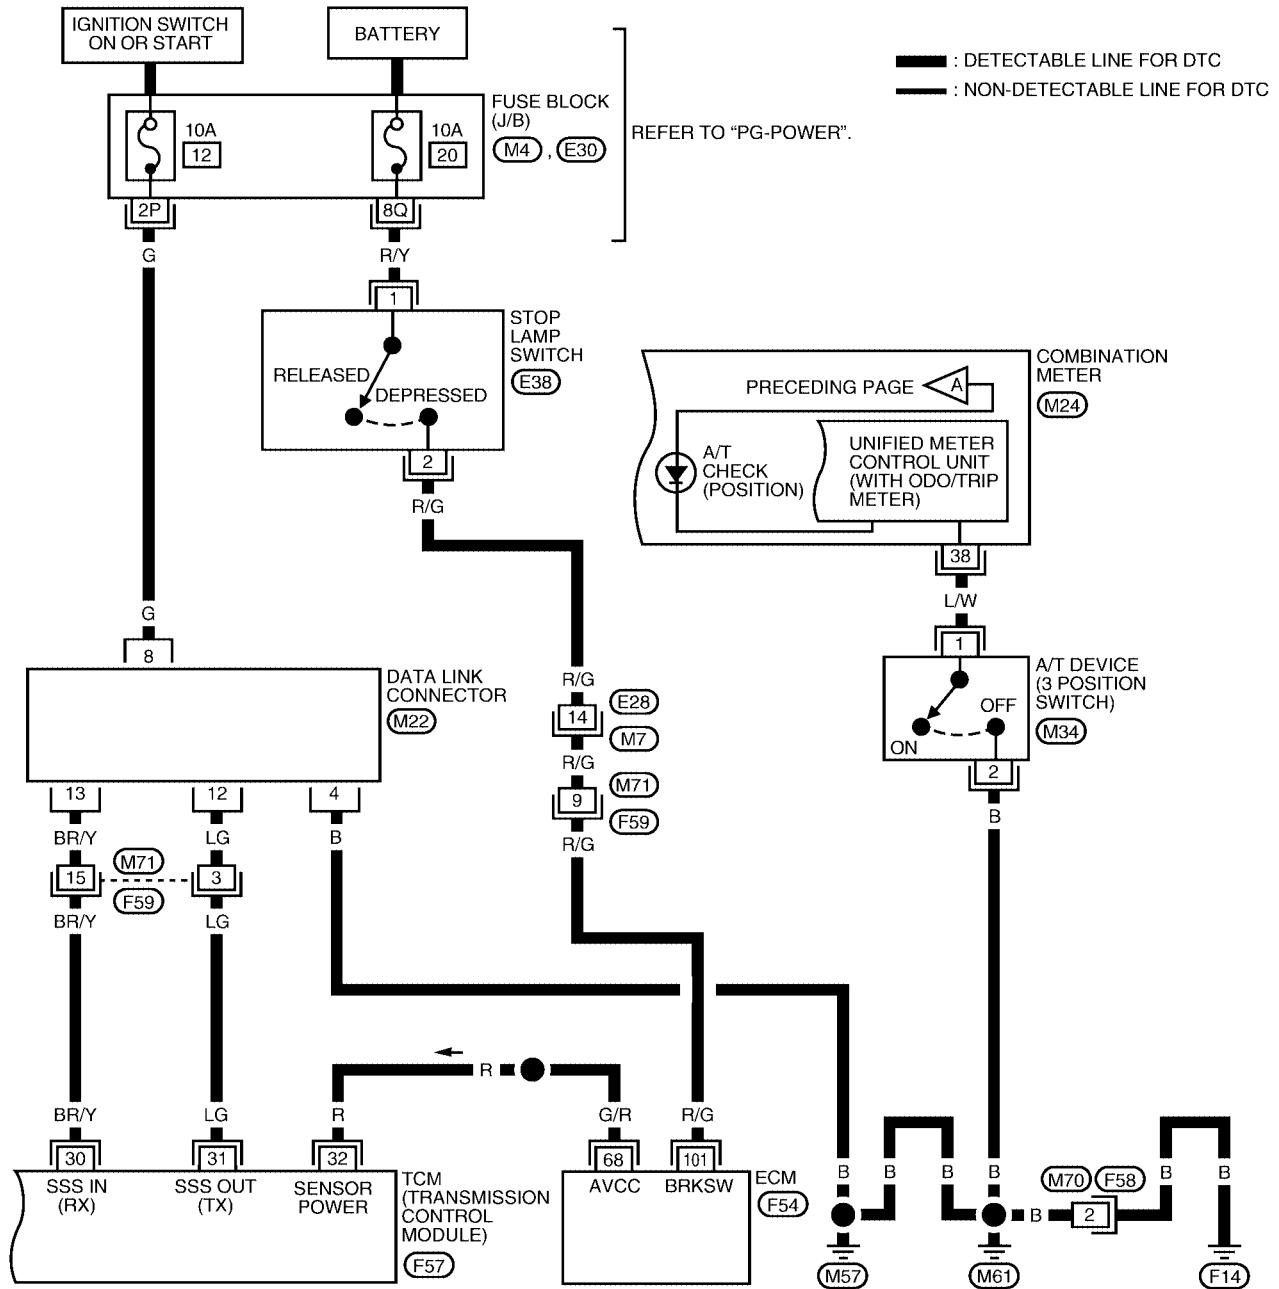 IGNITION SWITCH
ON OR START
BATTERY
: DETECTABLE LINE FOR DTC
: NON-DETECTABLE LINE FOR DTC
FUSE BLOCK
(J/B)
10A
12
10A
20
M4 , E30
REFER TO “PG-POWER”.
2P
8Q
G
R/Y
1
STOP
LAMP
SWITCH
E38
RELEASED
DEPRESSED
2
R/G
COMBINATION
METER
M24
PRECEDING PAGE
A
A/T
CHECK
(POSITION)
UNIFIED METER
CONTROL UNIT
(WITH ODO/TRIP
METER)
38
L/W
1
A/T DEVICE
(3 POSITION
SWITCH)
M34
OFF
ON
2
B
G
8
DATA LINK
CONNECTOR
M22
R/G
14
E28
M7
R/G
9
M71
F59
R/G
13
12
4
BR/Y
LG
B
15
M71
F59
3
BR/Y
LG
R
BR/Y
LG
R
G/R
R/G
30
31
32
68
101
SSS IN
(RX)
SSS OUT
(TX)
SENSOR
POWER
TCM
(TRANSMISSION
CONTROL
MODULE)
F57
AVCC
BRKSW
ECM
F54
B
B
B
B
B
B
B
M70
F58
2
M57
M61
F14